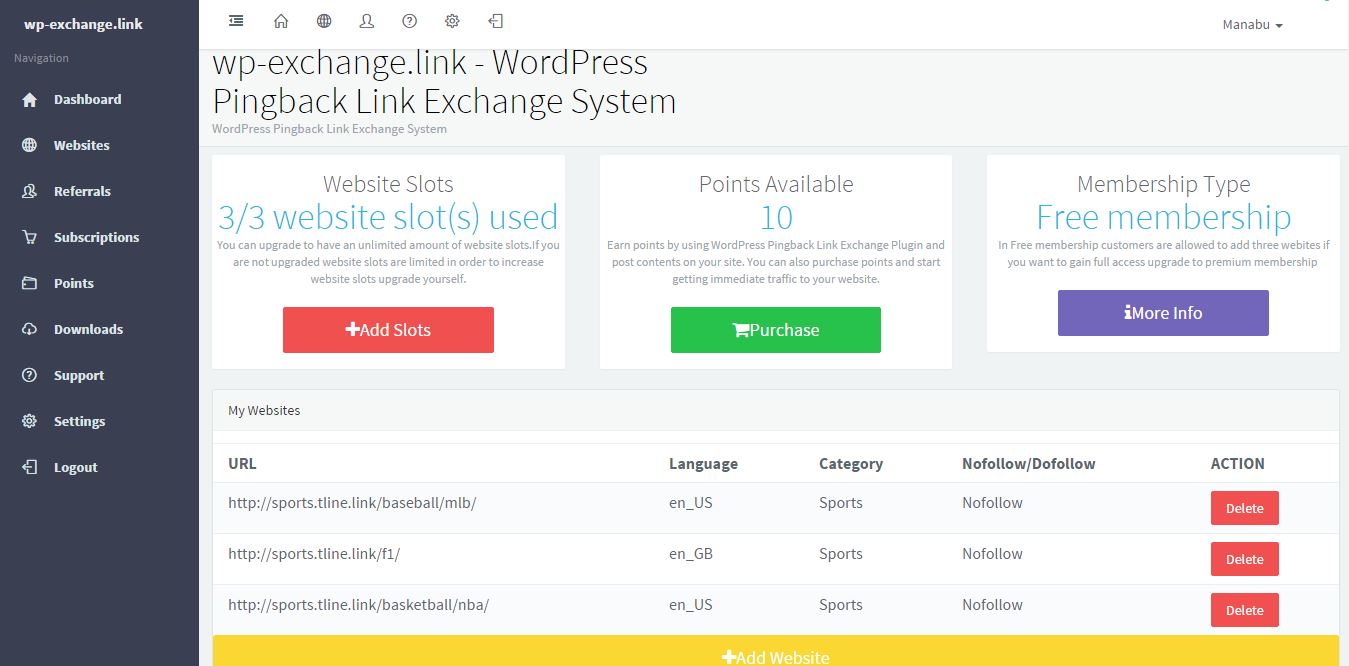 wp-exchange.link
Navigation
Dashboard
Websites
Referrals
Subscriptions
Points
Downloads
Support
Settings
Logout
Manabu
wp-exchange.link - WordPress
Pingback Link Exchange System
WordPress Pingback Link Exchange System
Website Slots
3/3 website slot(s) used
You can upgrade to have an unlimited amount of website slots.If you
are not upgraded website slots are limited in order to increase
website slots upgrade yourself.
Add Slots
Points Available
10
Earn points by using WordPress Pingback Link Exchange Plugin and
post contents on your site. You can also purchase points and start
getting immediate traffic to your website.
Purchase
Membership Type
Free membership
In Free membership customers are allowed to add three webites if
you want to gain full access upgrade to premium membership
More Info
My Websites
URL Language Category Nofollow/Dofollow ACTION
http://sports.tline.link/baseball/mlb/ en_US Sports Nofollow Delete
http://sports.tline.link/f1/ en_GB Sports Nofollow Delete
http://sports.tline.link/basketball/nba/ en_US Sports Nofollow Delete
Add Website